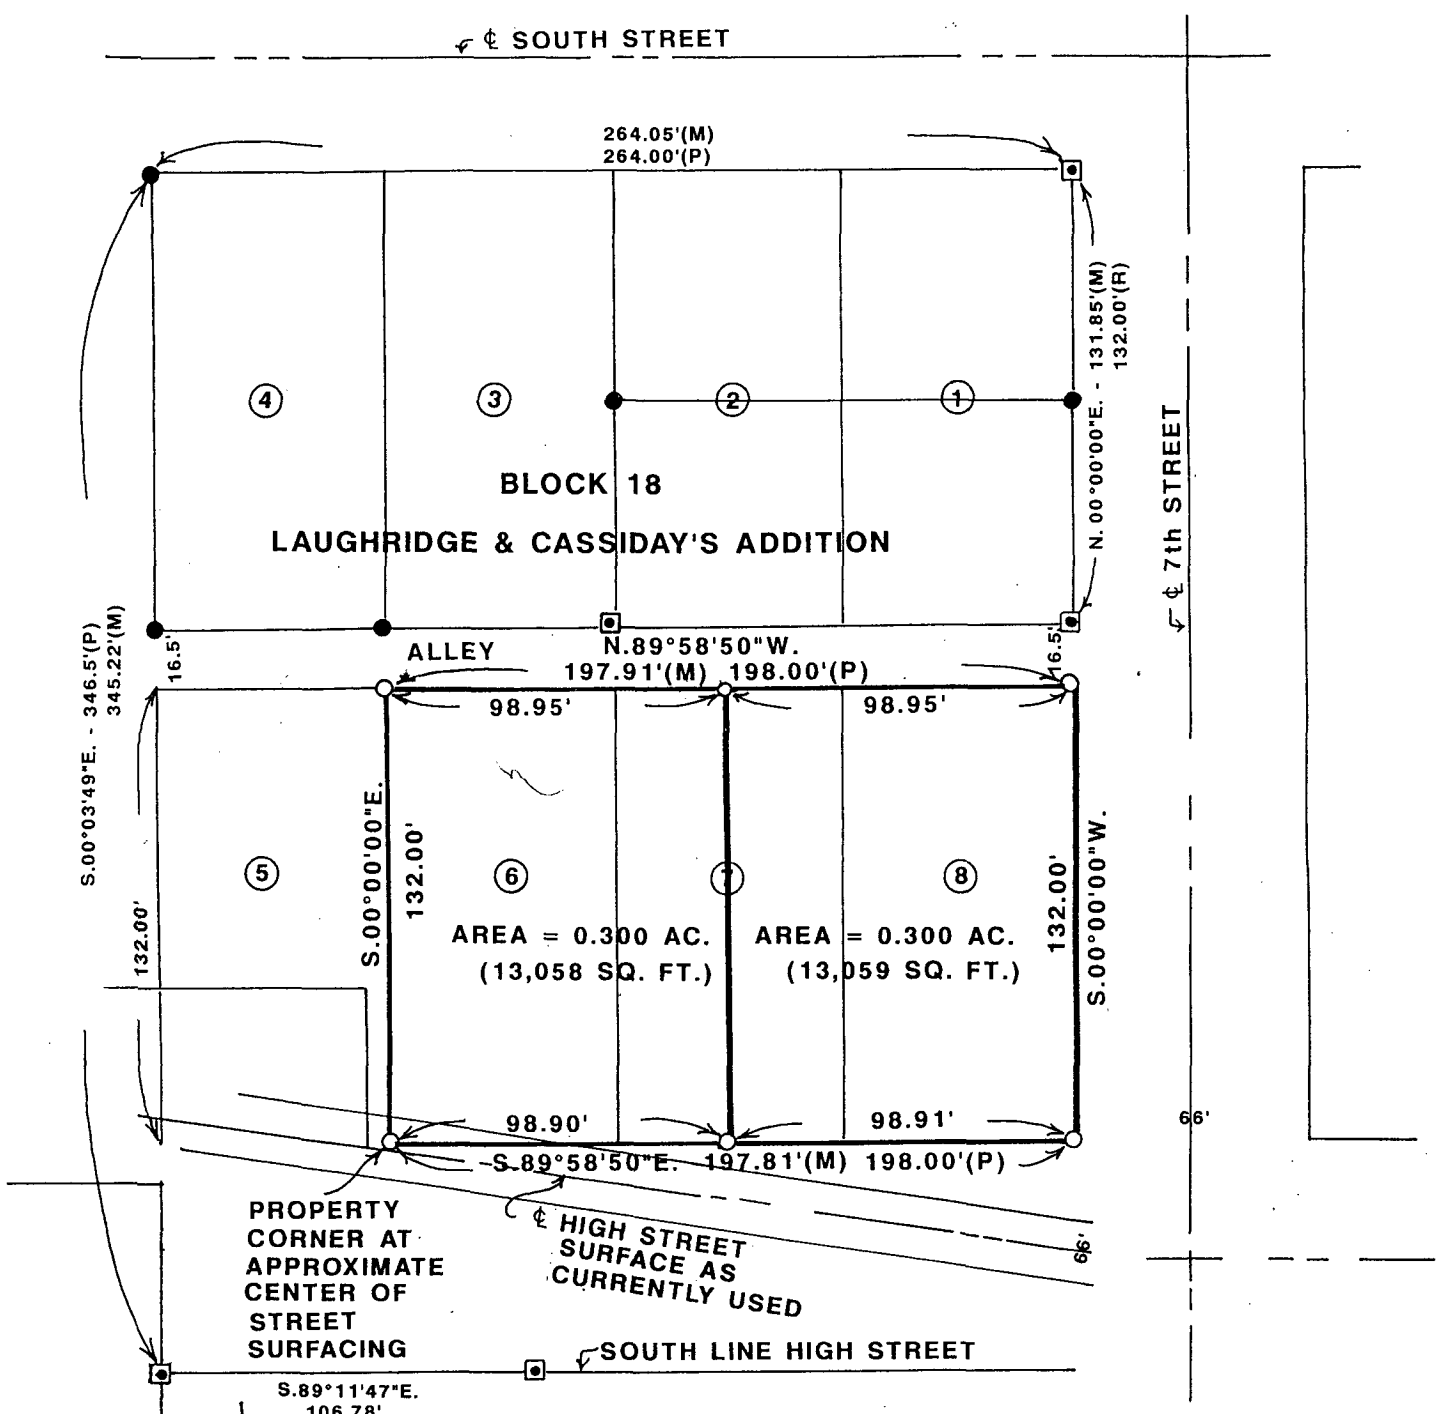 ℄ SOUTH STREET
264.05'(M)
264.00'(P)
N.00°00'00"E. - 131.85'(M)
132.00'(R)
4
3
2
1
BLOCK 18
LAUGHRIDGE & CASSIDAY'S ADDITION
℄ 7th STREET
S.00°03'49"E. - 346.5'(P)
345.22'(M)
16.5'
ALLEY
N.89°58'50"W.
197.91'(M) 198.00'(P)
16.5'
98.95'
98.95'
S.00°00'00"E.
132.00'
132.00'
5
6
7
8
132.00'
S.00°00'00"W.
AREA = 0.300 AC.
(13,058 SQ. FT.)
AREA = 0.300 AC.
(13,059 SQ. FT.)
98.90'
98.91'
66'
S.89°58'50"E. 197.81'(M) 198.00'(P)
PROPERTY
CORNER AT
APPROXIMATE
CENTER OF
STREET
SURFACING
℄ HIGH STREET
SURFACE AS
CURRENTLY USED
66'
SOUTH LINE HIGH STREET
S.89°11'47"E.
106.78'